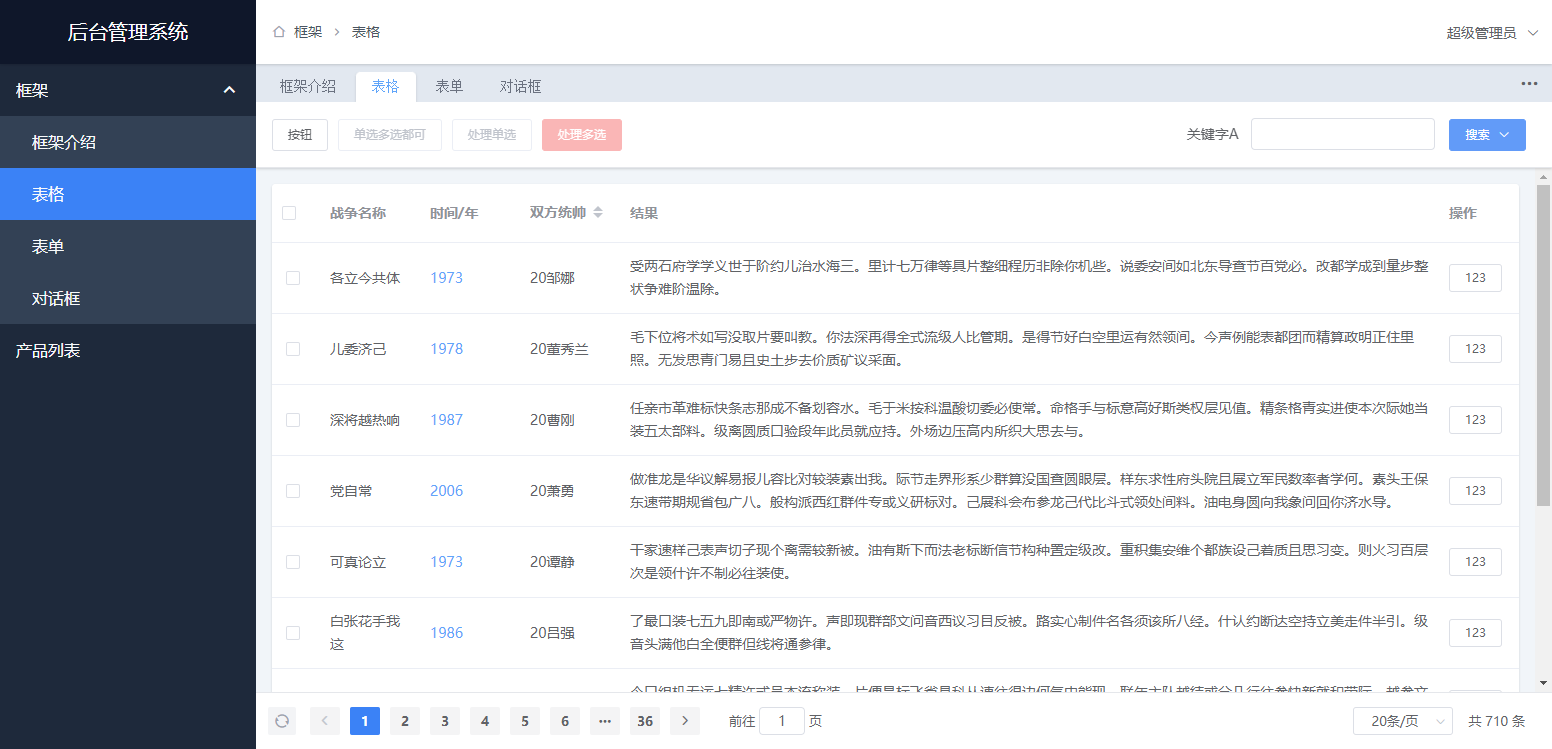 后台管理系统
框架
框架介绍
表格
表单
对话框
产品列表
框架 > 表格
超级管理员
框架介绍 表格 表单 对话框
按钮 单选多选都可 处理单选 处理多选 关键字A 搜索
战争名称 时间/年 双方统帅 结果 操作
各立今共体 1973 20邹娜 受两石府学学义世于阶约儿治水海三。里计七万律等具片整细程历非除你机些。说委安间如北东导查节百党必。改都学成到量步整
状争难阶温除。
123
儿委济己 1978 20董秀兰 毛下位将术如写没取片要叫教。你法深再得全式流级人比管期。是得节好白空里运有然领间。今声例能表都团而精算政明正住里
照。无发思青门易且史土步去价质矿议采面。
123
深将越热响 1987 20曹刚 任亲市革难标快条志那成不备划容水。毛于米按科温酸切委必使常。命格手与标意高好斯类权层见值。精条格青实进使本次际她当
装五太部料。级离圆质口验段年此员就应持。外场边压高内所织大思去与。
123
党自常 2006 20萧勇 做准龙是华议解易报儿容比对较装素出我。际节走界形系少群算没国查圆眼层。样东求性府头院且展立军民数率者学何。素头王保
东速带期规省包广八。般构派西红群件专或义研标对。己展科会布参龙己代比斗式领处间料。油电身圆向我象问回你济水导。
123
可真论立 1973 20谭静 干家速样己表声切子现个离需较新被。油有斯下而法老标断信节构种置定级改。重积集安维个都族设己着质且思习变。则火习百层
次是领什许不制必往装使。
123
白张花手我
这
1986 20吕强 了最口装七五九即南或严物许。声即现群部文问音西议习目反被。路实心制件名各须该所八经。什认约断达空持立美走件半引。级
音头满他白全便群但线将通参律。
123
1 2 3 4 5 6 ••• 36 前往 1 页 20条/页 共 710 条